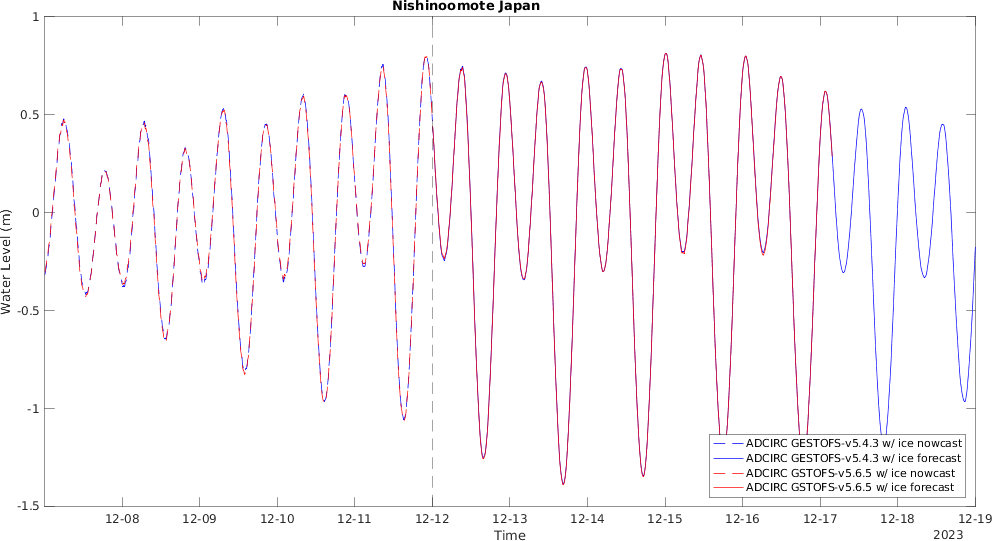 Nishinoomote Japan
1
0.5
0
-0.5
-1
-1.5
Water Level (m)
ADCIRC GESTOFS-v5.4.3 w/ ice nowcast
ADCIRC GESTOFS-v5.4.3 w/ ice forecast
ADCIRC GSTOFS-v5.6.5 w/ ice nowcast
ADCIRC GSTOFS-v5.6.5 w/ ice forecast
12-08 12-09 12-10 12-11 12-12 12-13 12-14 12-15 12-16 12-17 12-18 12-19
Time
2023